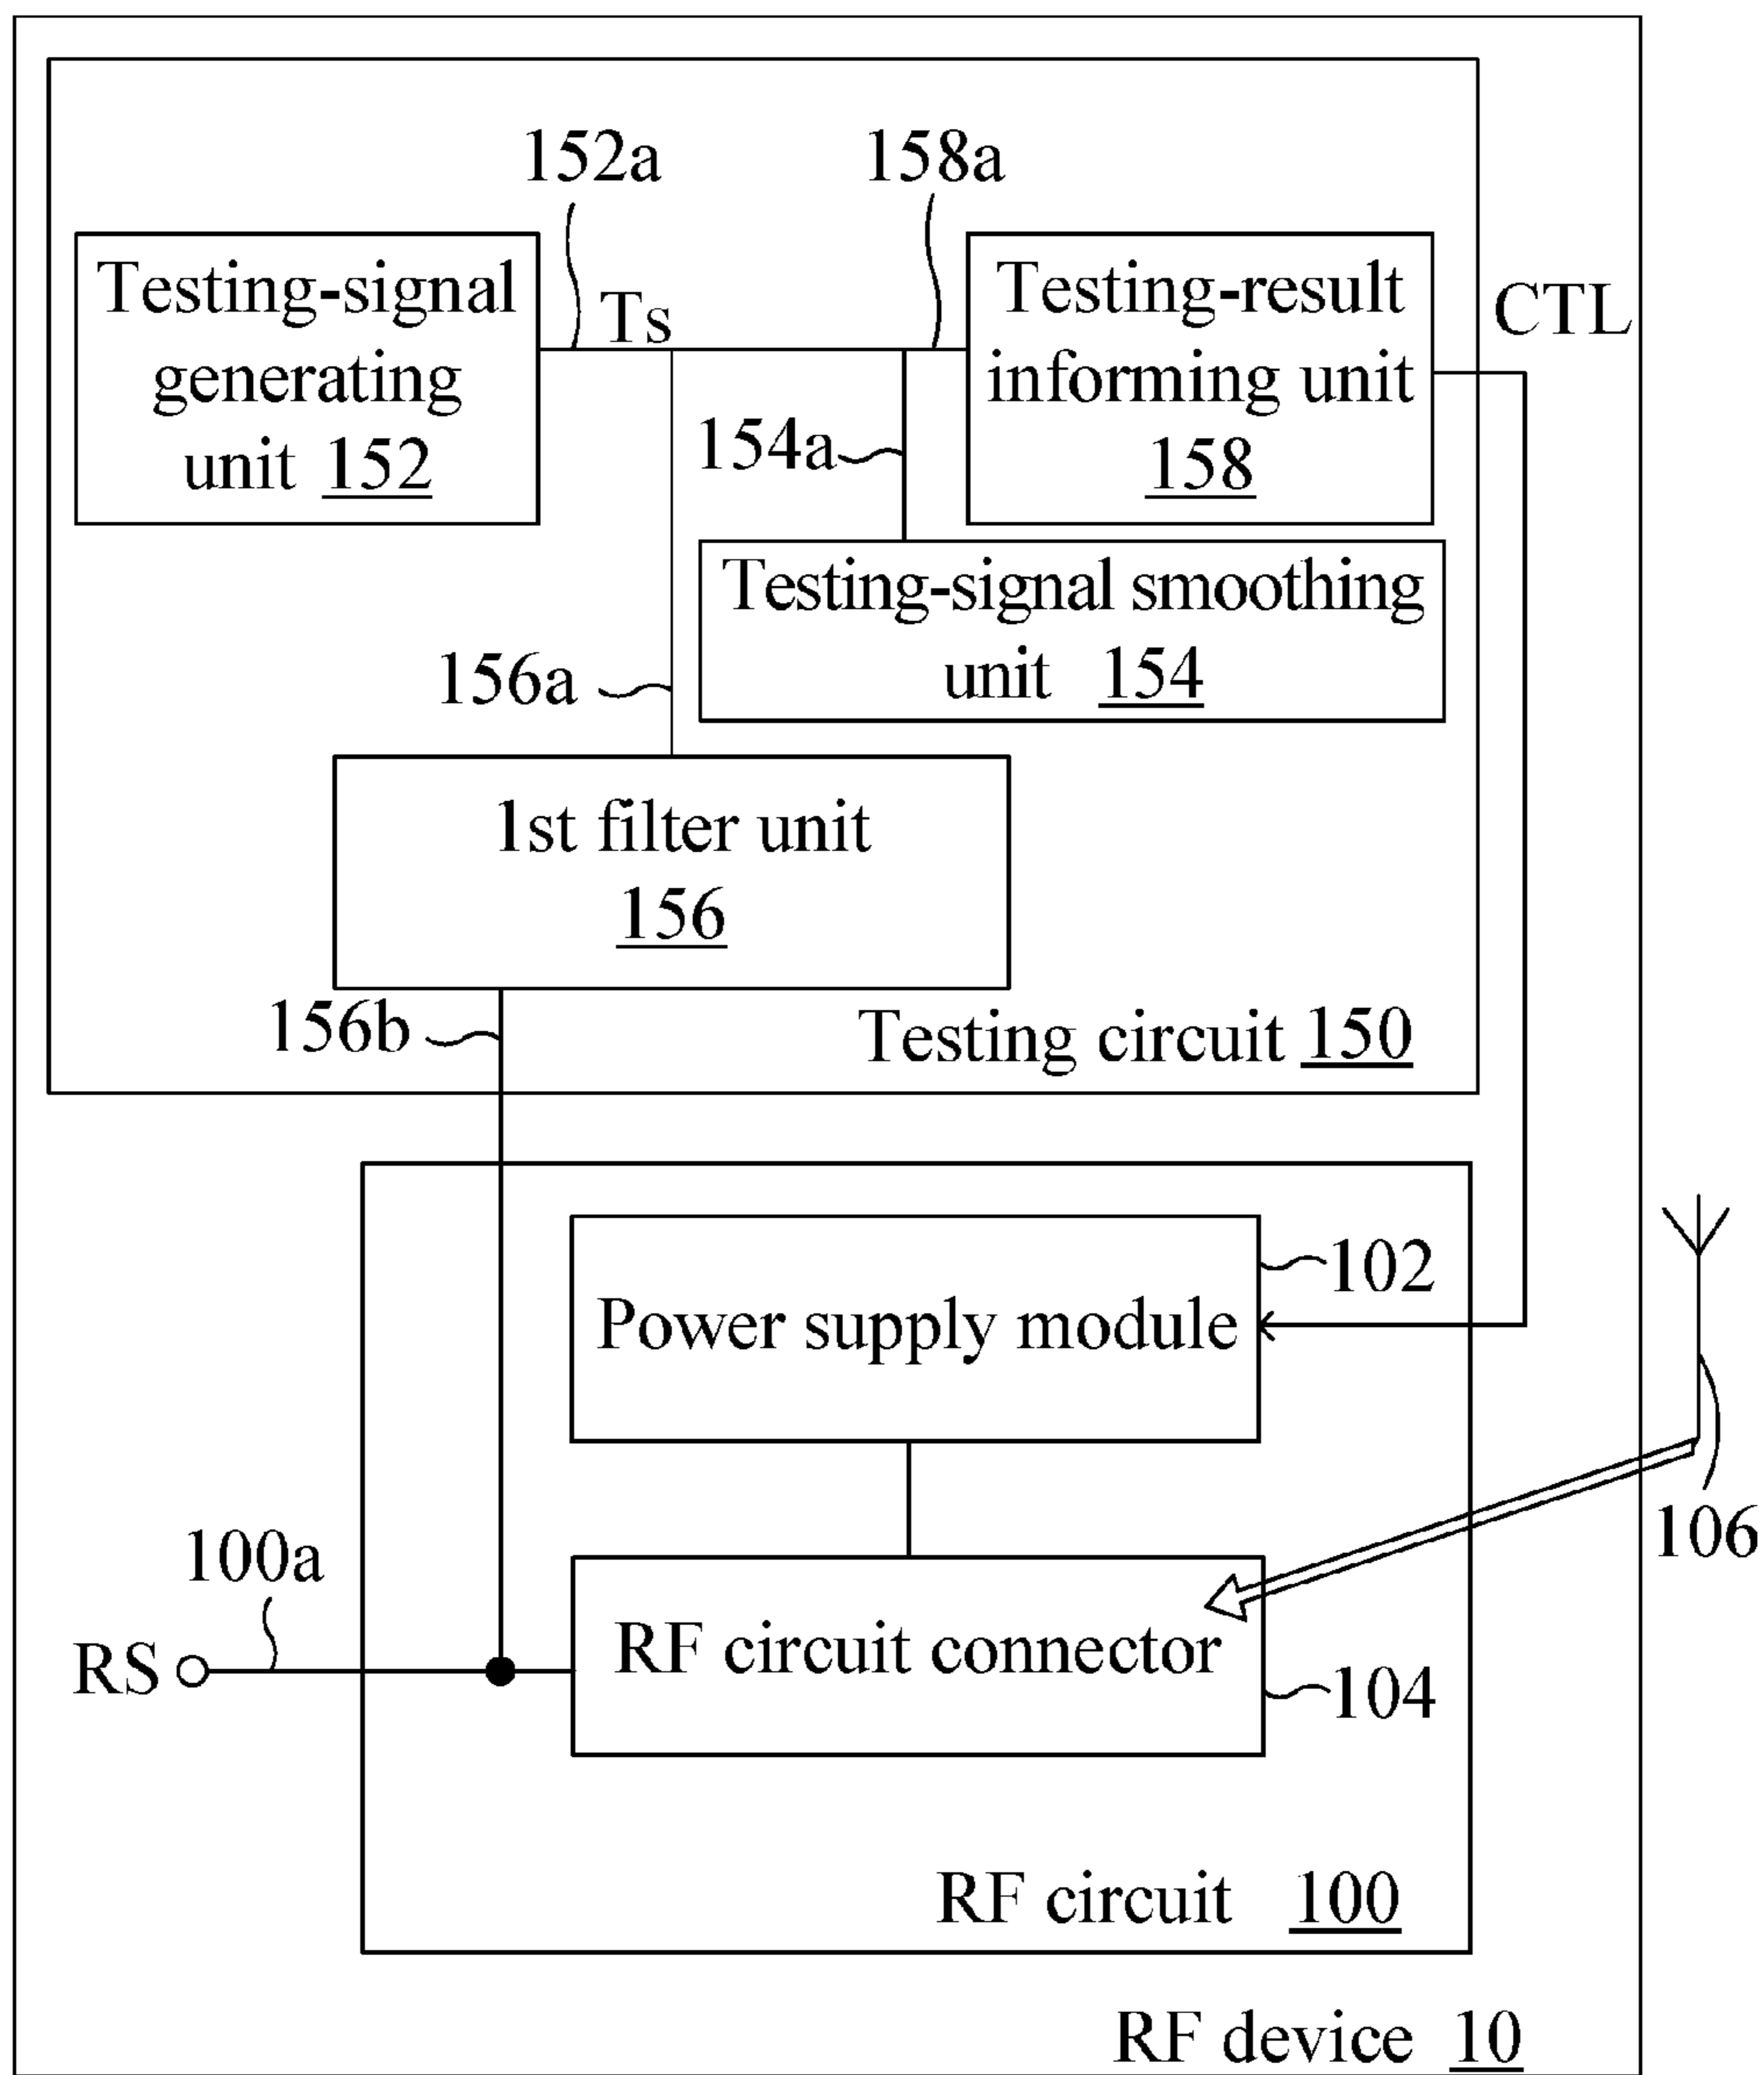 152a
158a
Testing-signal
generating
unit 152
Ts
Testing-result
informing unit
158
CTL
154a
Testing-signal smoothing
unit 154
156a
1st filter unit
156
156b
Testing circuit 150
102
Power supply module
106
100a
RS
RF circuit connector
104
RF circuit 100
RF device 10